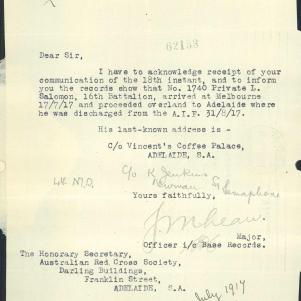 62153
Dear Sir,
I have to acknowledge receipt of your
communication of the 18th instant, and to inform
you the records show that No. 1740 Private L.
Salomon, 16th Battalion, arrived at Melbourne
17/7/17 and proceeded overland to Adelaide where
he was discharged from the A.I.F. 31/8/17.
His last-known address is -
C/o Vincent's Coffee Palace,
ADELAIDE, S.A.
C/o K. Jenkins
Newman St
Yours faithfully,
Major,
Officer i/c Base Records.
The Honorary Secretary,
Australian Red Cross Society,
Darling Buildings,
Franklin Street,
ADELAIDE, S.A.
July 1917